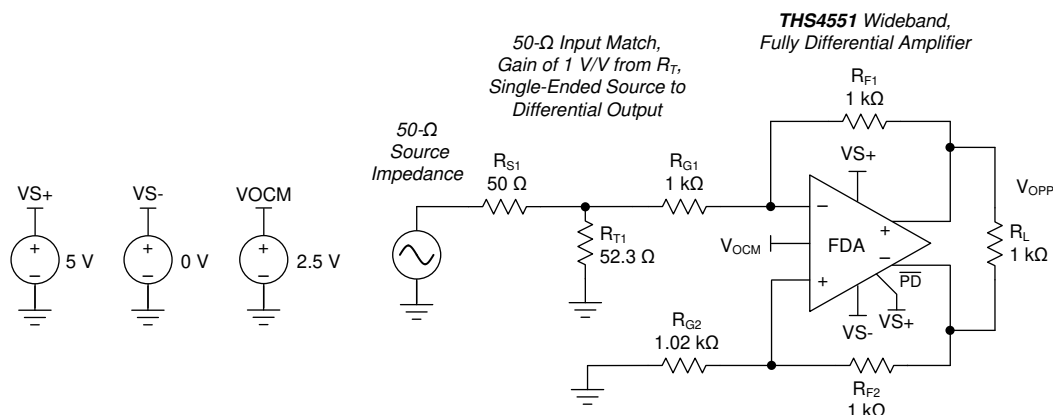 THS4551 Wideband,
Fully Differential Amplifier
50-Ω Input Match,
Gain of 1 V/V from RT,
Single-Ended Source to
Differential Output
50-Ω
Source
Impedance
RF1
1 kΩ
VS+
VS-
VOCM
5 V
0 V
2.5 V
RS1
50 Ω
RG1
1 kΩ
RT1
52.3 Ω
VS+
VOCM
FDA
PD
VS-
VS+
VOPP
RL
1 kΩ
RG2
1.02 kΩ
RF2
1 kΩ